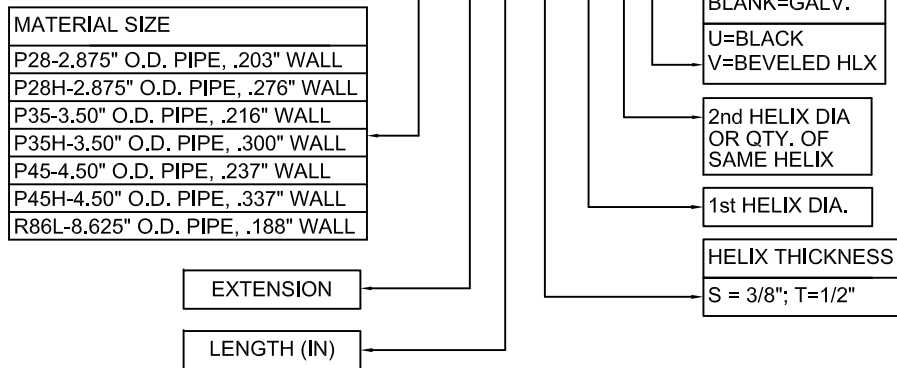 MATERIAL SIZE
P28-2.875" O.D. PIPE, .203" WALL
P28H-2.875" O.D. PIPE, .276" WALL
P35-3.50" O.D. PIPE, .216" WALL
P35H-3.50" O.D. PIPE, .300" WALL
P45-4.50" O.D. PIPE, .237" WALL
P45H-4.50" O.D. PIPE, .337" WALL
R86L-8.625" O.D. PIPE, .188" WALL
EXTENSION
LENGTH (IN)
BLANK=GALV.
U=BLACK
V=BEVELED HLX
2nd HELIX DIA
OR QTY. OF
SAME HELIX
1st HELIX DIA.
HELIX THICKNESS
S = 3/8"; T=1/2"